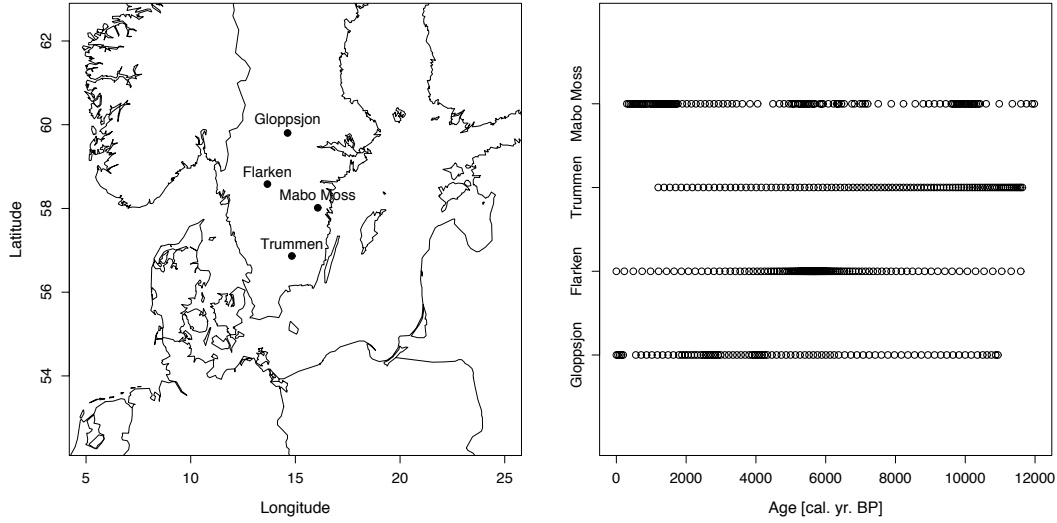 62
60
58
56
54
Latitude
Gloppsjon
Flarken
Mabo Moss
Trummen
5
10
15
20
25
Longitude
Mabo Moss
Trummen
Flarken
Gloppsjon
0
2000
4000
6000
8000
10000
12000
Age [cal. yr. BP]